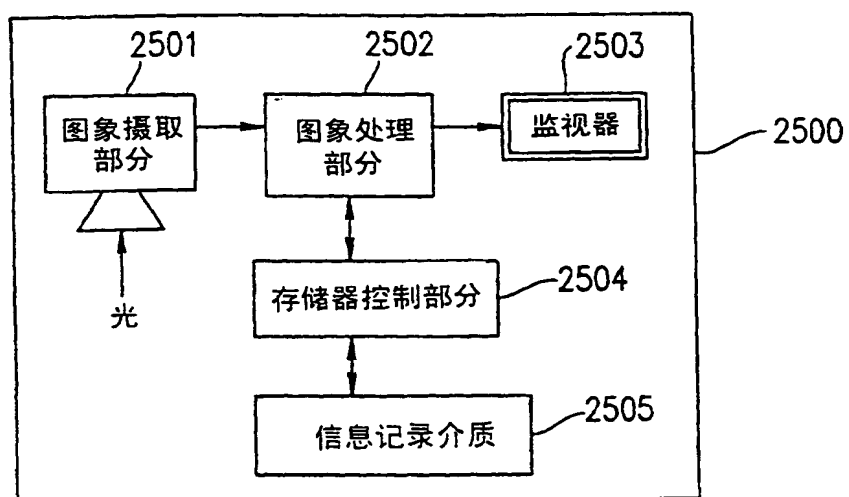 2501
2502
2503
图象摄取
部分
图象处理
部分
监视器
2500
光
存储器控制部分
2504
信息记录介质
2505